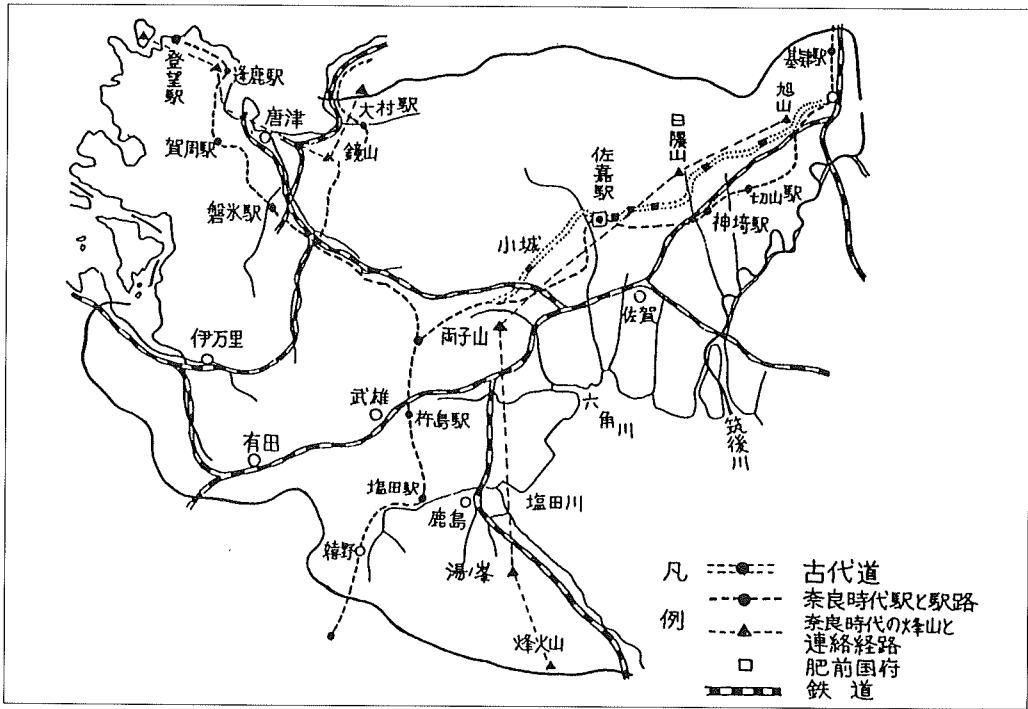 登望駅
逢鹿駅
唐津
大村駅
賀周駅
鏡山
磐氷駅
基肄駅
旭山
日隈山
佐嘉駅
切山駅
神埼駅
小城
佐賀
両子山
伊万里
武雄
杵島駅
六角川
筑後川
有田
塩田駅
鹿島
塩田川
嬉野
湯ノ峯
烽火山
凡例
古代道
奈良時代駅と駅路
奈良時代の烽山と
連絡経路
肥前国府
鉄道